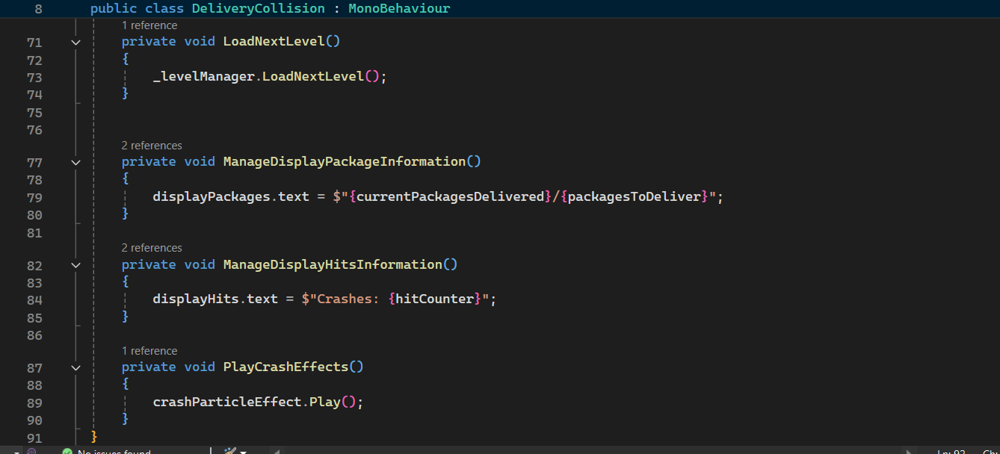 8 public class DeliveryCollision : MonoBehaviour
1 reference
71 private void LoadNextLevel()
72 {
73 _levelManager.LoadNextLevel();
74 }
75
76
2 references
77 private void ManageDisplayPackageInformation()
78 {
79 displayPackages.text = $"{currentPackagesDelivered}/{packagesToDeliver}";
80 }
81
2 references
82 private void ManageDisplayHitsInformation()
83 {
84 displayHits.text = $"Crashes: {hitCounter}";
85 }
86
1 reference
87 private void PlayCrashEffects()
88 {
89 crashParticleEffect.Play();
90 }
91 }
No issues found Ln: 92